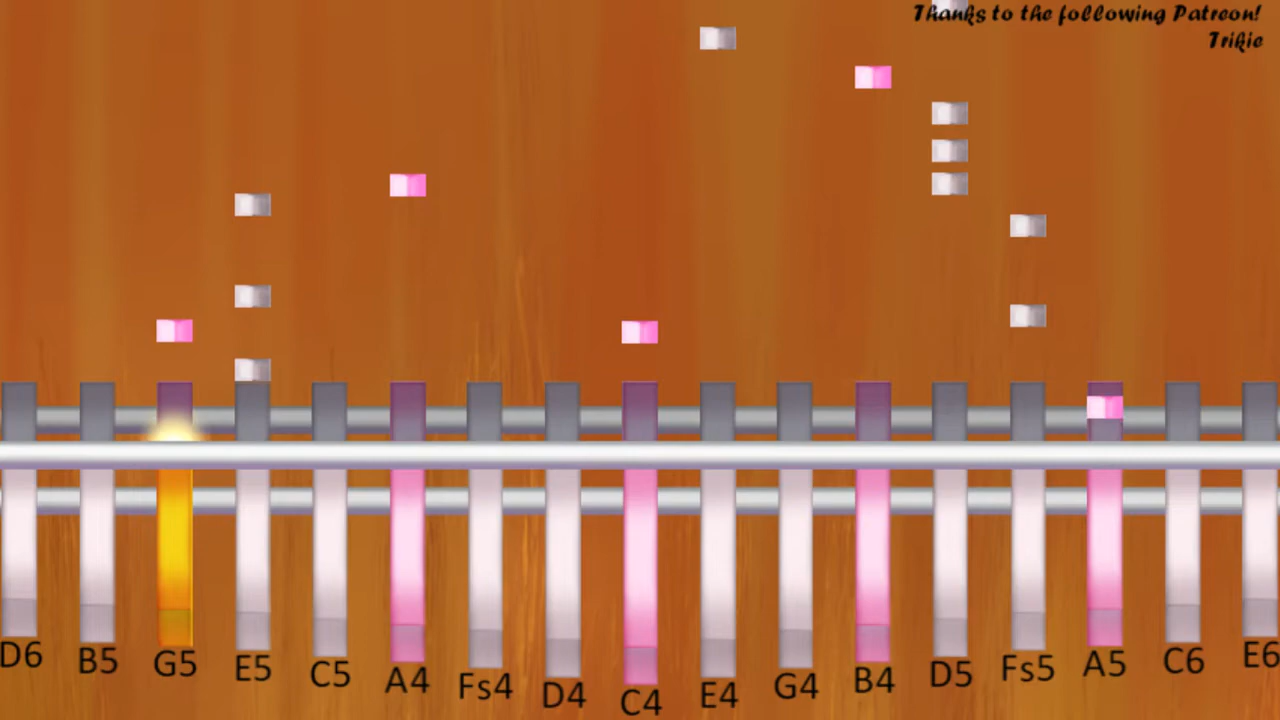 Thanks to the following Patreon!
Trikie
D6 B5 G5 E5 C5 A4 Fs4 D4 C4 E4 G4 B4 D5 Fs5 A5 C6 E6